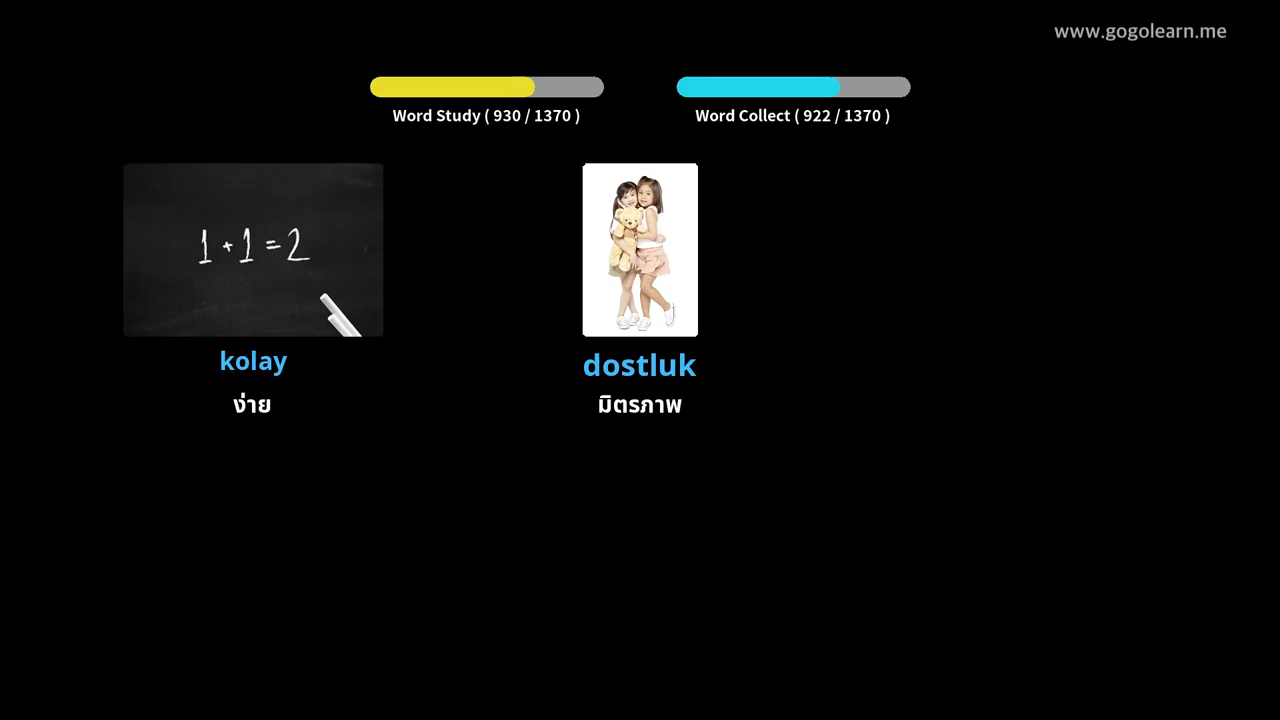 www.gogolearn.me
Word Study ( 930 / 1370 )
Word Collect ( 922 / 1370 )
1 + 1 = 2
kolay
ง่าย
dostluk
มิตรภาพ